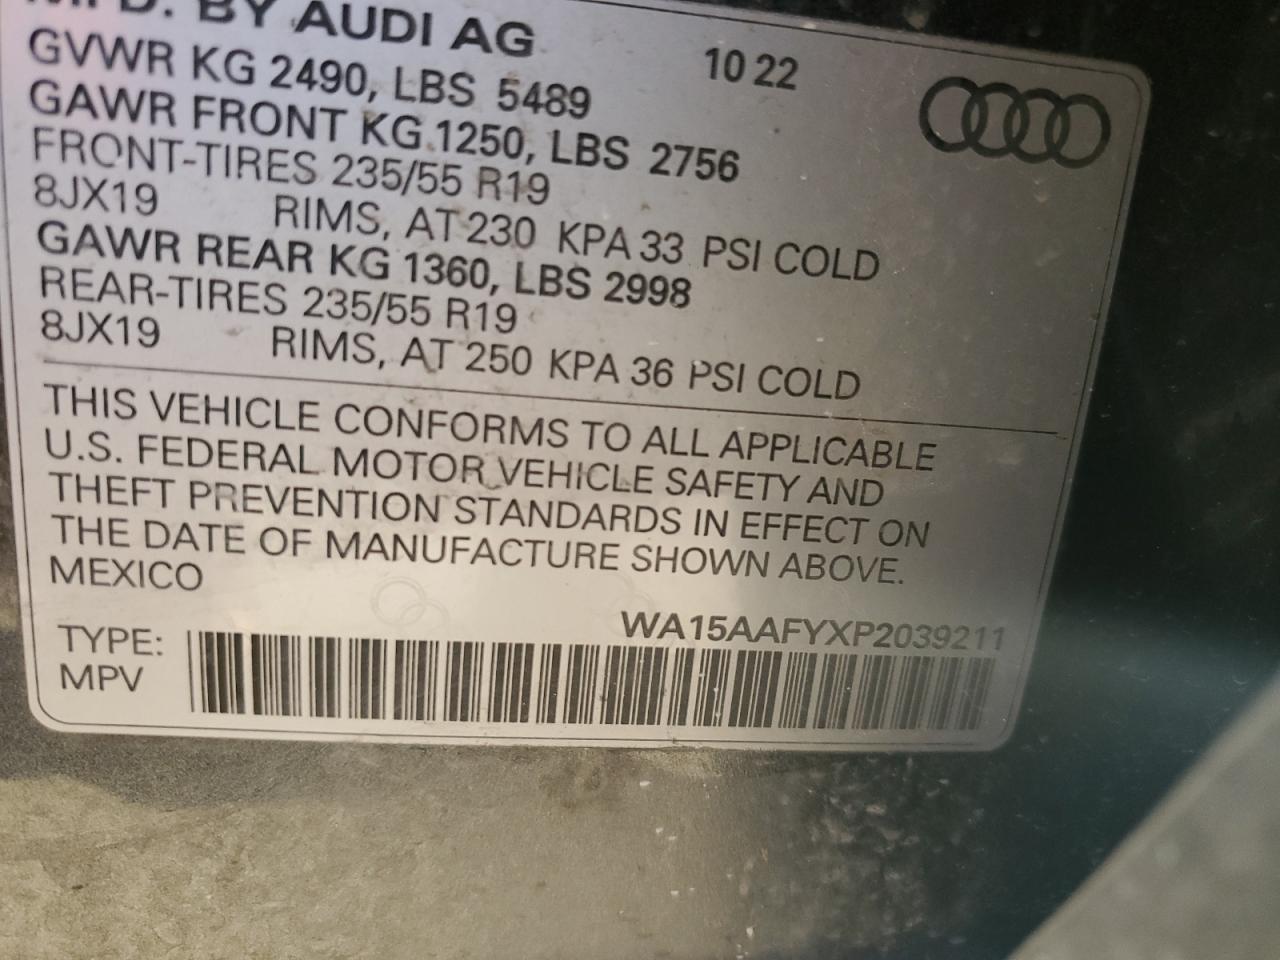 MFD. BY AUDI AG
10 22
GVWR KG 2490, LBS 5489
GAWR FRONT KG 1250, LBS 2756
FRONT-TIRES 235/55 R19
8JX19 RIMS, AT 230 KPA 33 PSI COLD
GAWR REAR KG 1360, LBS 2998
REAR-TIRES 235/55 R19
8JX19 RIMS, AT 250 KPA 36 PSI COLD
THIS VEHICLE CONFORMS TO ALL APPLICABLE
U.S. FEDERAL MOTOR VEHICLE SAFETY AND
THEFT PREVENTION STANDARDS IN EFFECT ON
THE DATE OF MANUFACTURE SHOWN ABOVE.
MEXICO
WA15AAFYXP2039211
TYPE:
MPV